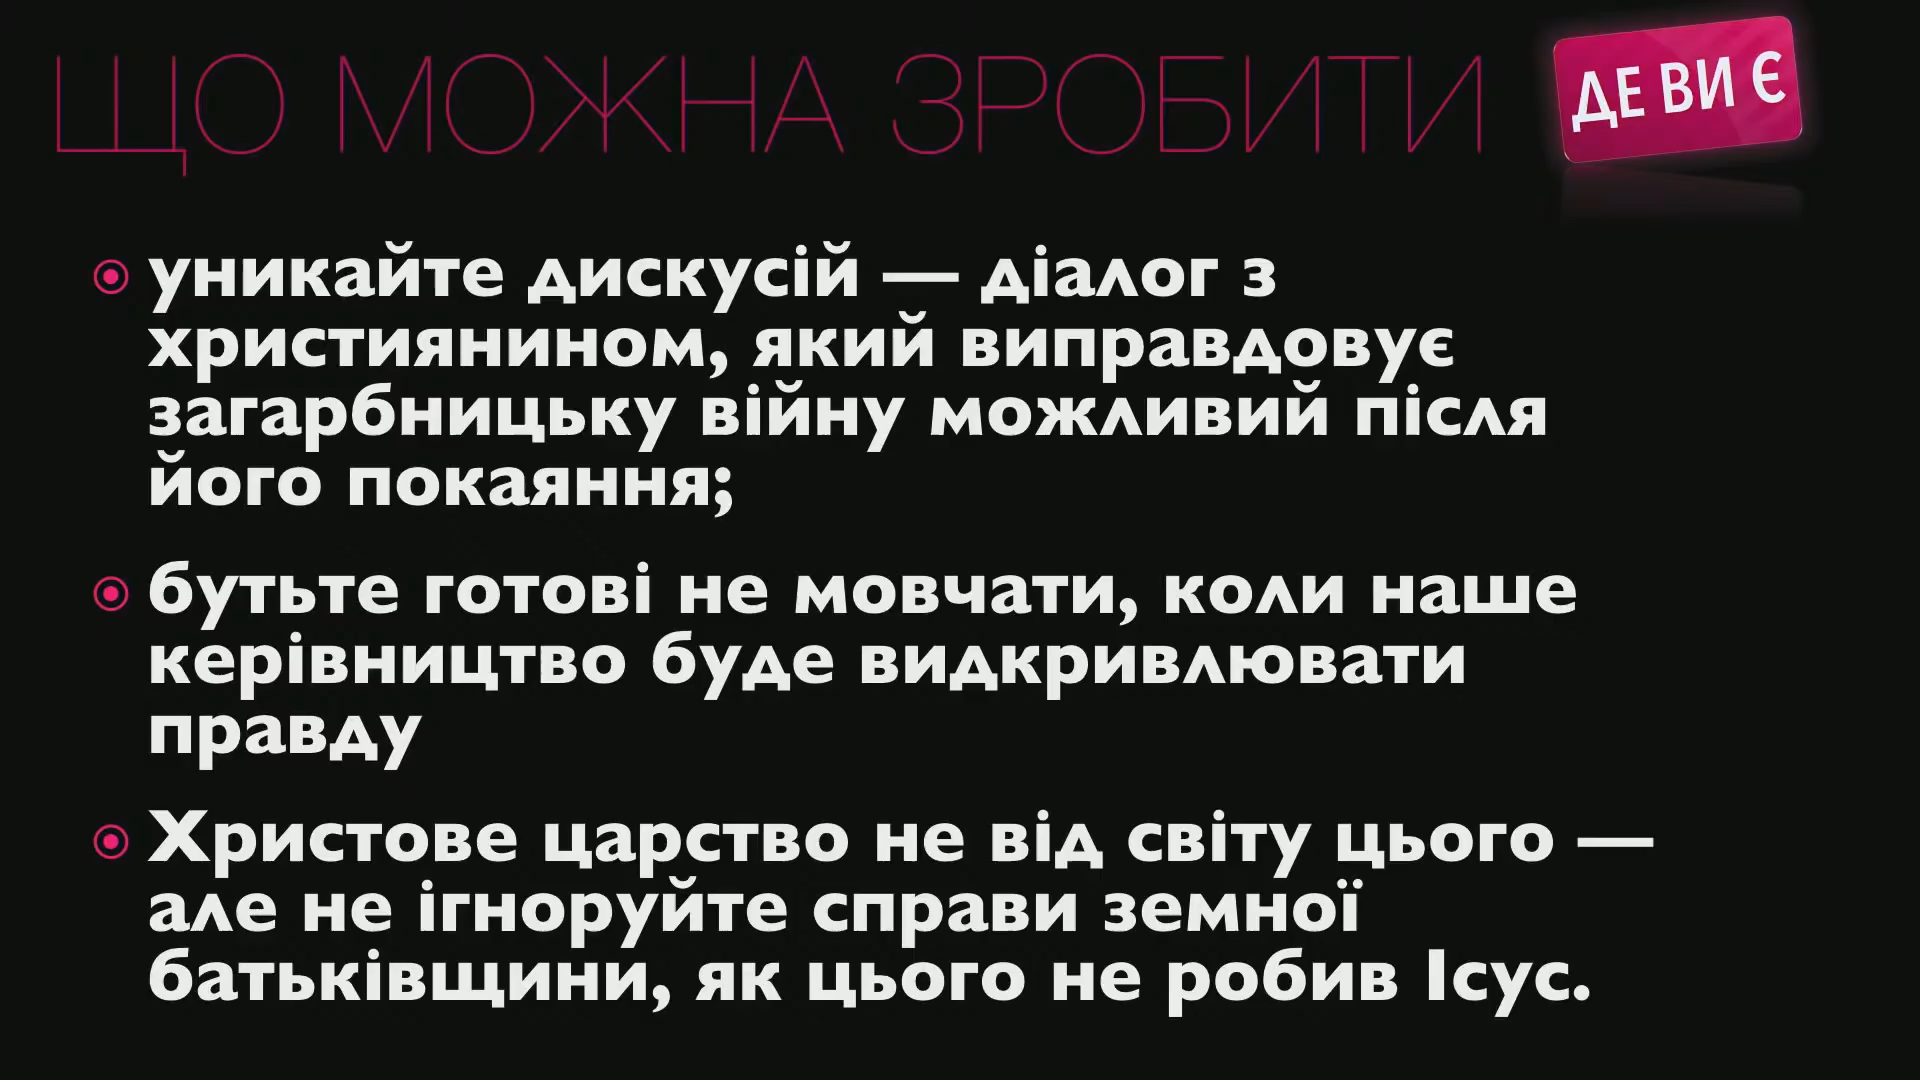 ЩО МОЖНА ЗРОБИТИ
ДЕ ВИ Є
уникайте дискусій — діалог з
християнином, який виправдовує
загарбницьку війну можливий після
його покаяння;
бутьте готові не мовчати, коли наше
керівництво буде видкривлювати
правду
Христове царство не від світу цього —
але не ігноруйте справи земної
батьківщини, як цього не робив Ісус.